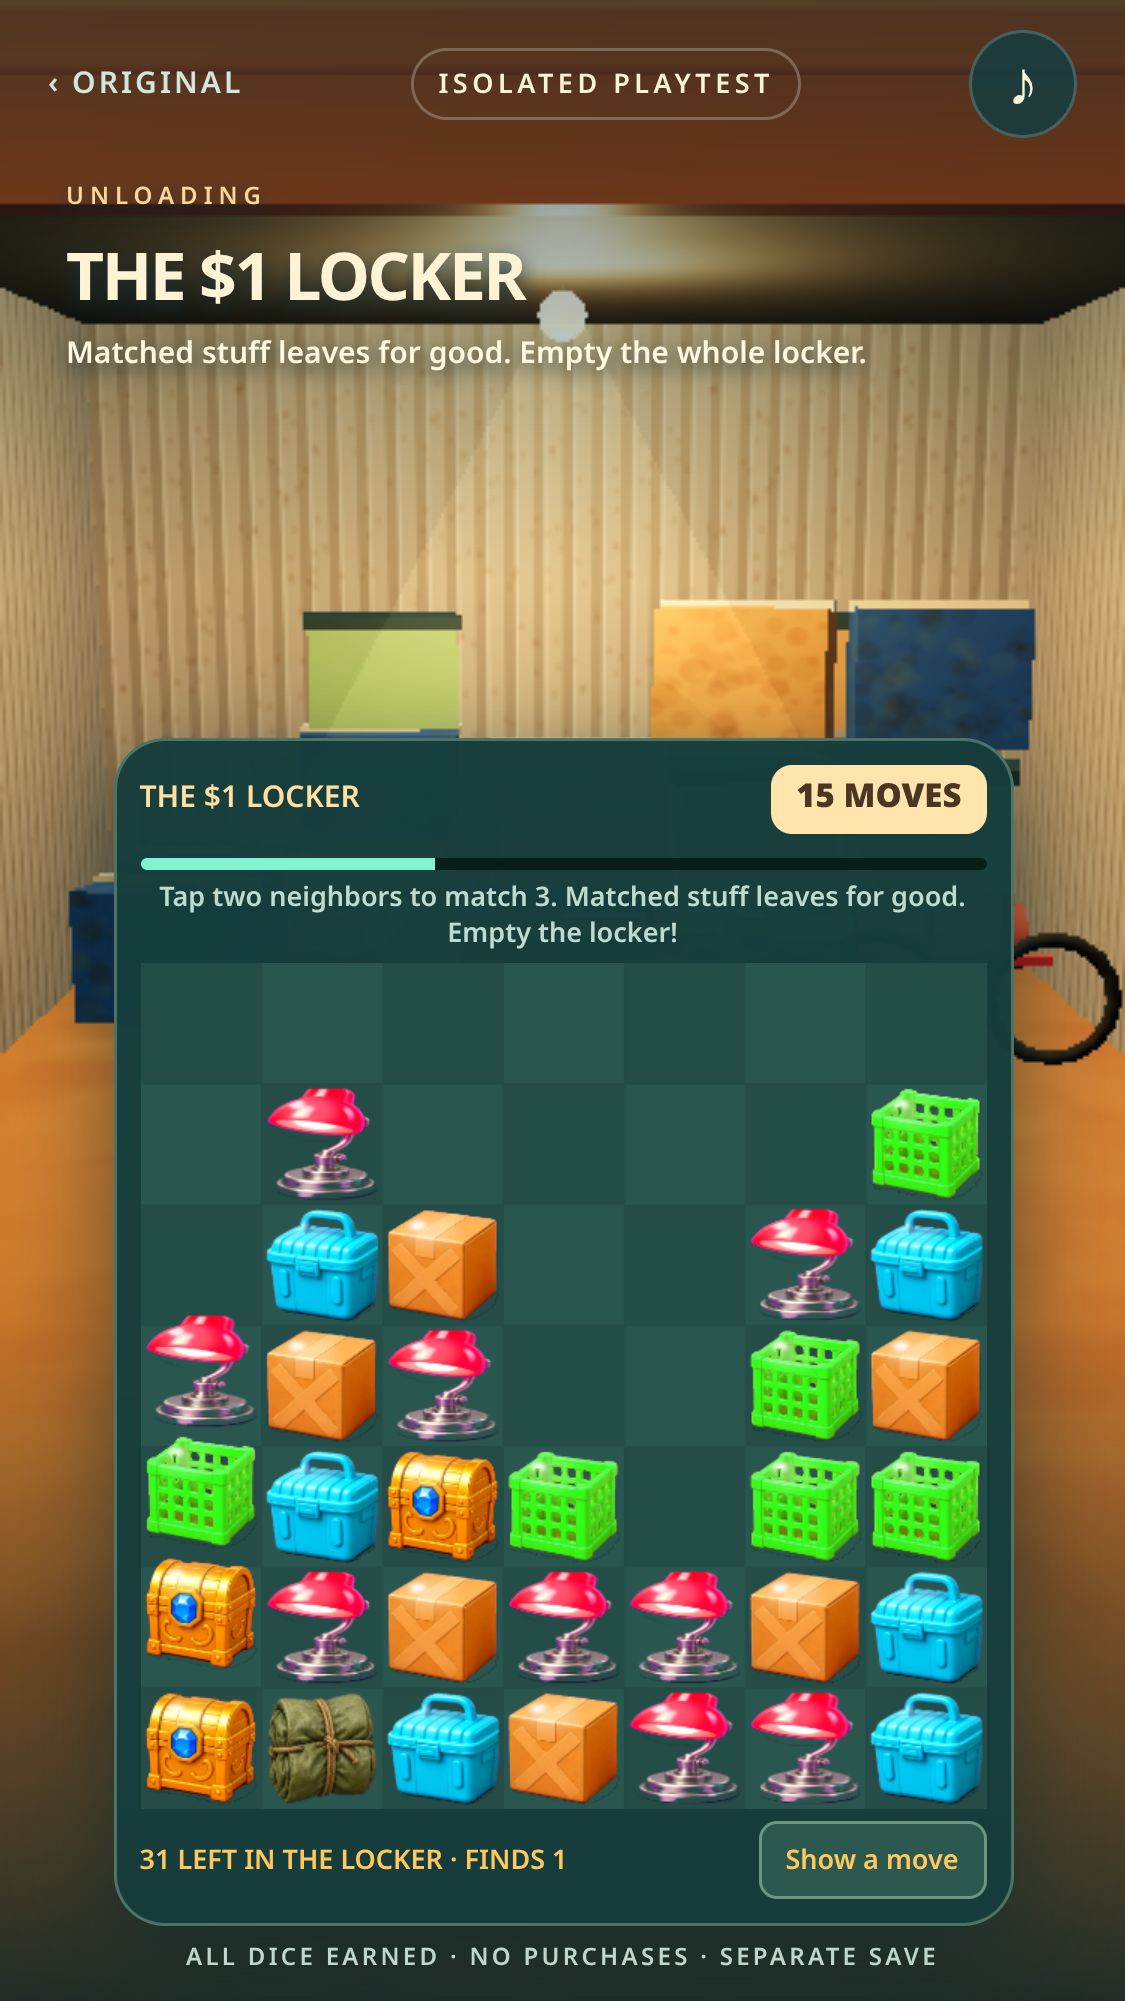 ‹ ORIGINAL
ISOLATED PLAYTEST
UNLOADING
THE $1 LOCKER
Matched stuff leaves for good. Empty the whole locker.
THE $1 LOCKER
15 MOVES
Tap two neighbors to match 3. Matched stuff leaves for good.
Empty the locker!
31 LEFT IN THE LOCKER · FINDS 1
Show a move
ALL DICE EARNED · NO PURCHASES · SEPARATE SAVE